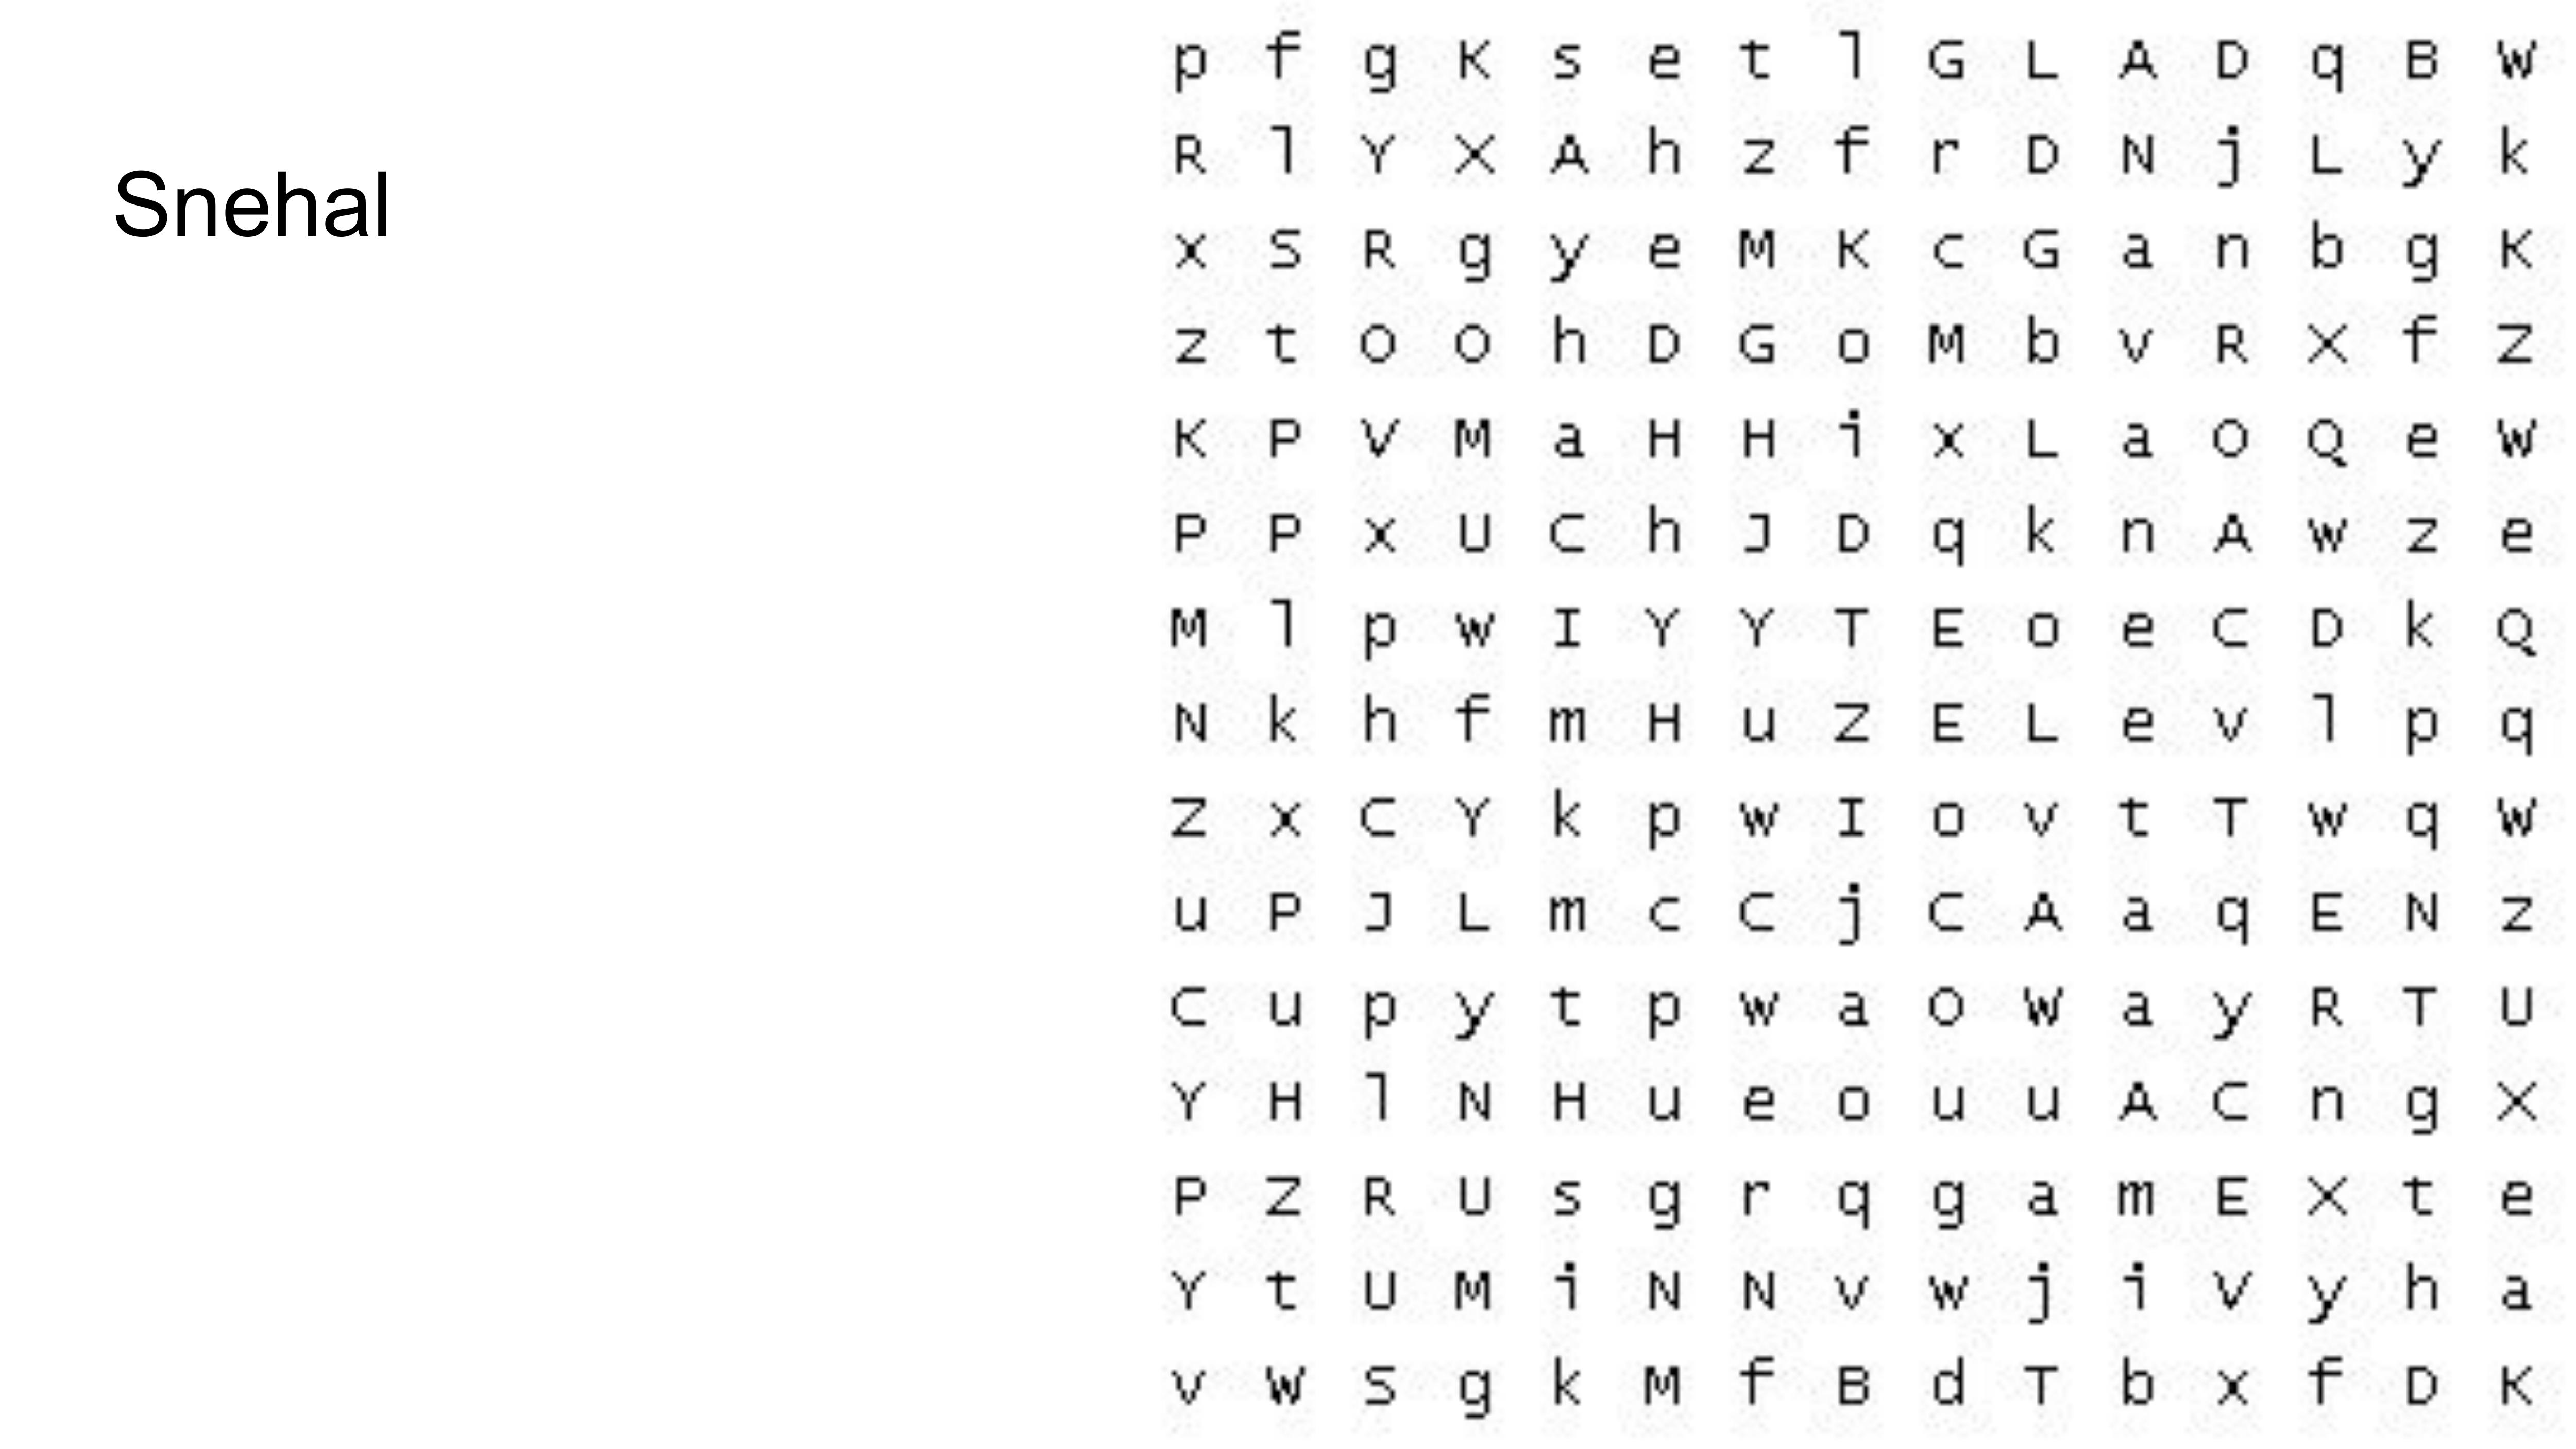 Snehal
p f g K s e t l G L A D q B W
R l Y X A h z f r D N j L y k
x S R g y e M K c G a n b g K
z t O O h D G o M b v R X f Z
K P V M a H H i x L a O Q e W
P P x U C h J D q k n A w z e
M l p w I Y Y T E o e C D k Q
N k h f m H u Z E L e v l p q
Z x C Y k p w I o v t T w q W
u P J L m c C j C A a q E N z
C u p y t p w a O W a y R T U
Y H l N H u e o u u A C n g X
P Z R U s g r q g a m E X t e
Y t U M i N N v w j i V y h a
v W S g k M f B d T b x f D K